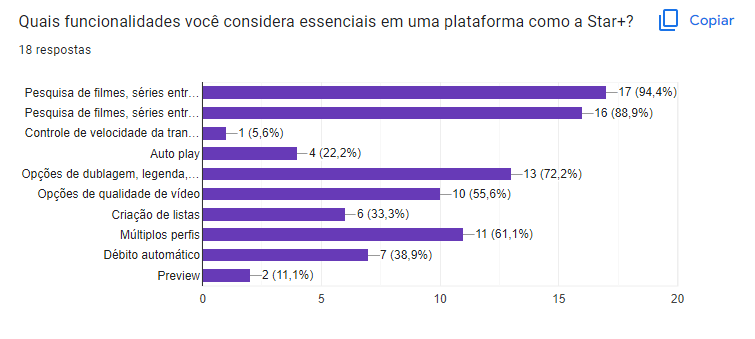 Quais funcionalidades você considera essenciais em uma plataforma como a Star+?
Copiar
18 respostas
Pesquisa de filmes, séries entr… 17 (94,4%)
Pesquisa de filmes, séries entr… 16 (88,9%)
Controle de velocidade da tran… 1 (5,6%)
Auto play 4 (22,2%)
Opções de dublagem, legenda,… 13 (72,2%)
Opções de qualidade de vídeo 10 (55,6%)
Criação de listas 6 (33,3%)
Múltiplos perfis 11 (61,1%)
Débito automático 7 (38,9%)
Preview 2 (11,1%)
0 5 10 15 20